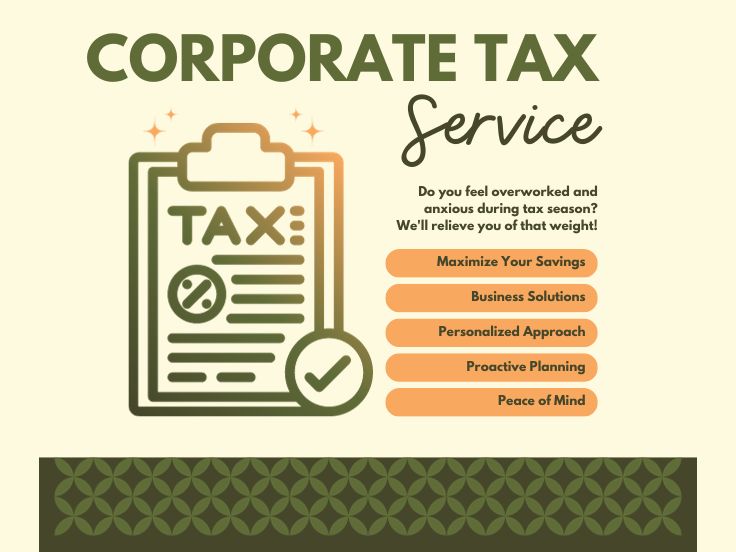 CORPORATE TAX
Service
Do you feel overworked and
anxious during tax season?
We'll relieve you of that weight!
TAX
Maximize Your Savings
Business Solutions
Personalized Approach
Proactive Planning
Peace of Mind